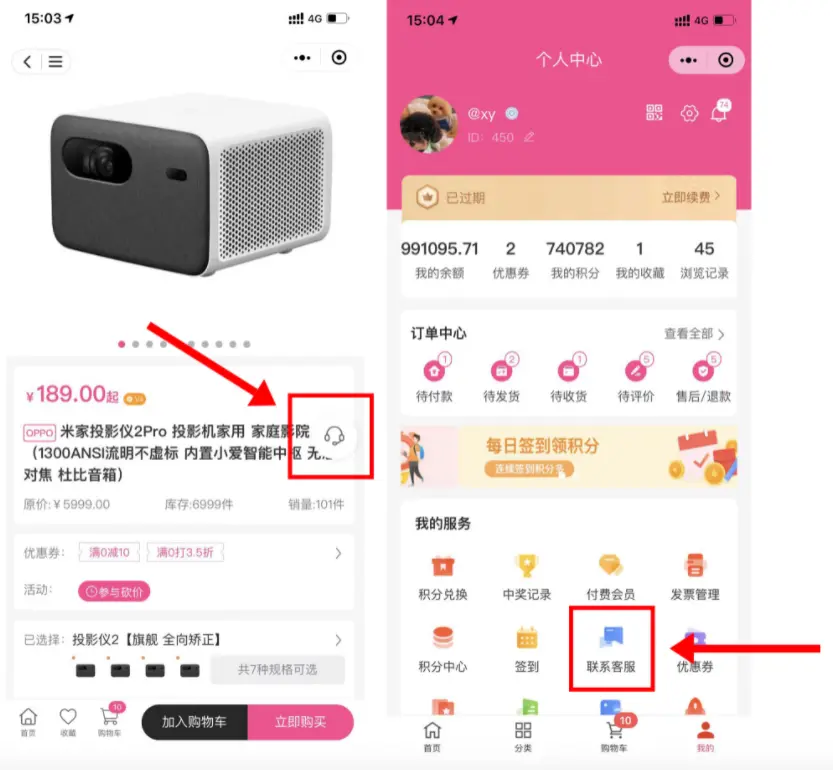 15:03
4G
¥189.00起
OPPO 米家投影仪2Pro 投影机家用 家庭影院
（1300ANSI流明不虚标 内置小爱智能中枢
对焦 杜比音箱）
原价:￥5999.00 库存:6999件 销量:101件
优惠券: 满0减10 满0打3.5折
活动: 参与砍价
已选择: 投影仪2【旗舰 全向矫正】
共7种规格可选
10
首页 收藏 购物车 加入购物车 立即购买
15:04
4G
个人中心
@xy
74
ID: 450
已过期 立即续费
991095.71 2 740782 1 45
我的余额 优惠券 我的积分 我的收藏 浏览记录
订单中心 查看全部
1 2 1 5 5
待付款 待发货 待收货 待评价 售后/退款
每日签到领积分
连续签到积分多
我的服务
积分兑换 中奖记录 付费会员 发票管理
积分中心 签到 联系客服 优惠券
10
首页 分类 购物车 我的